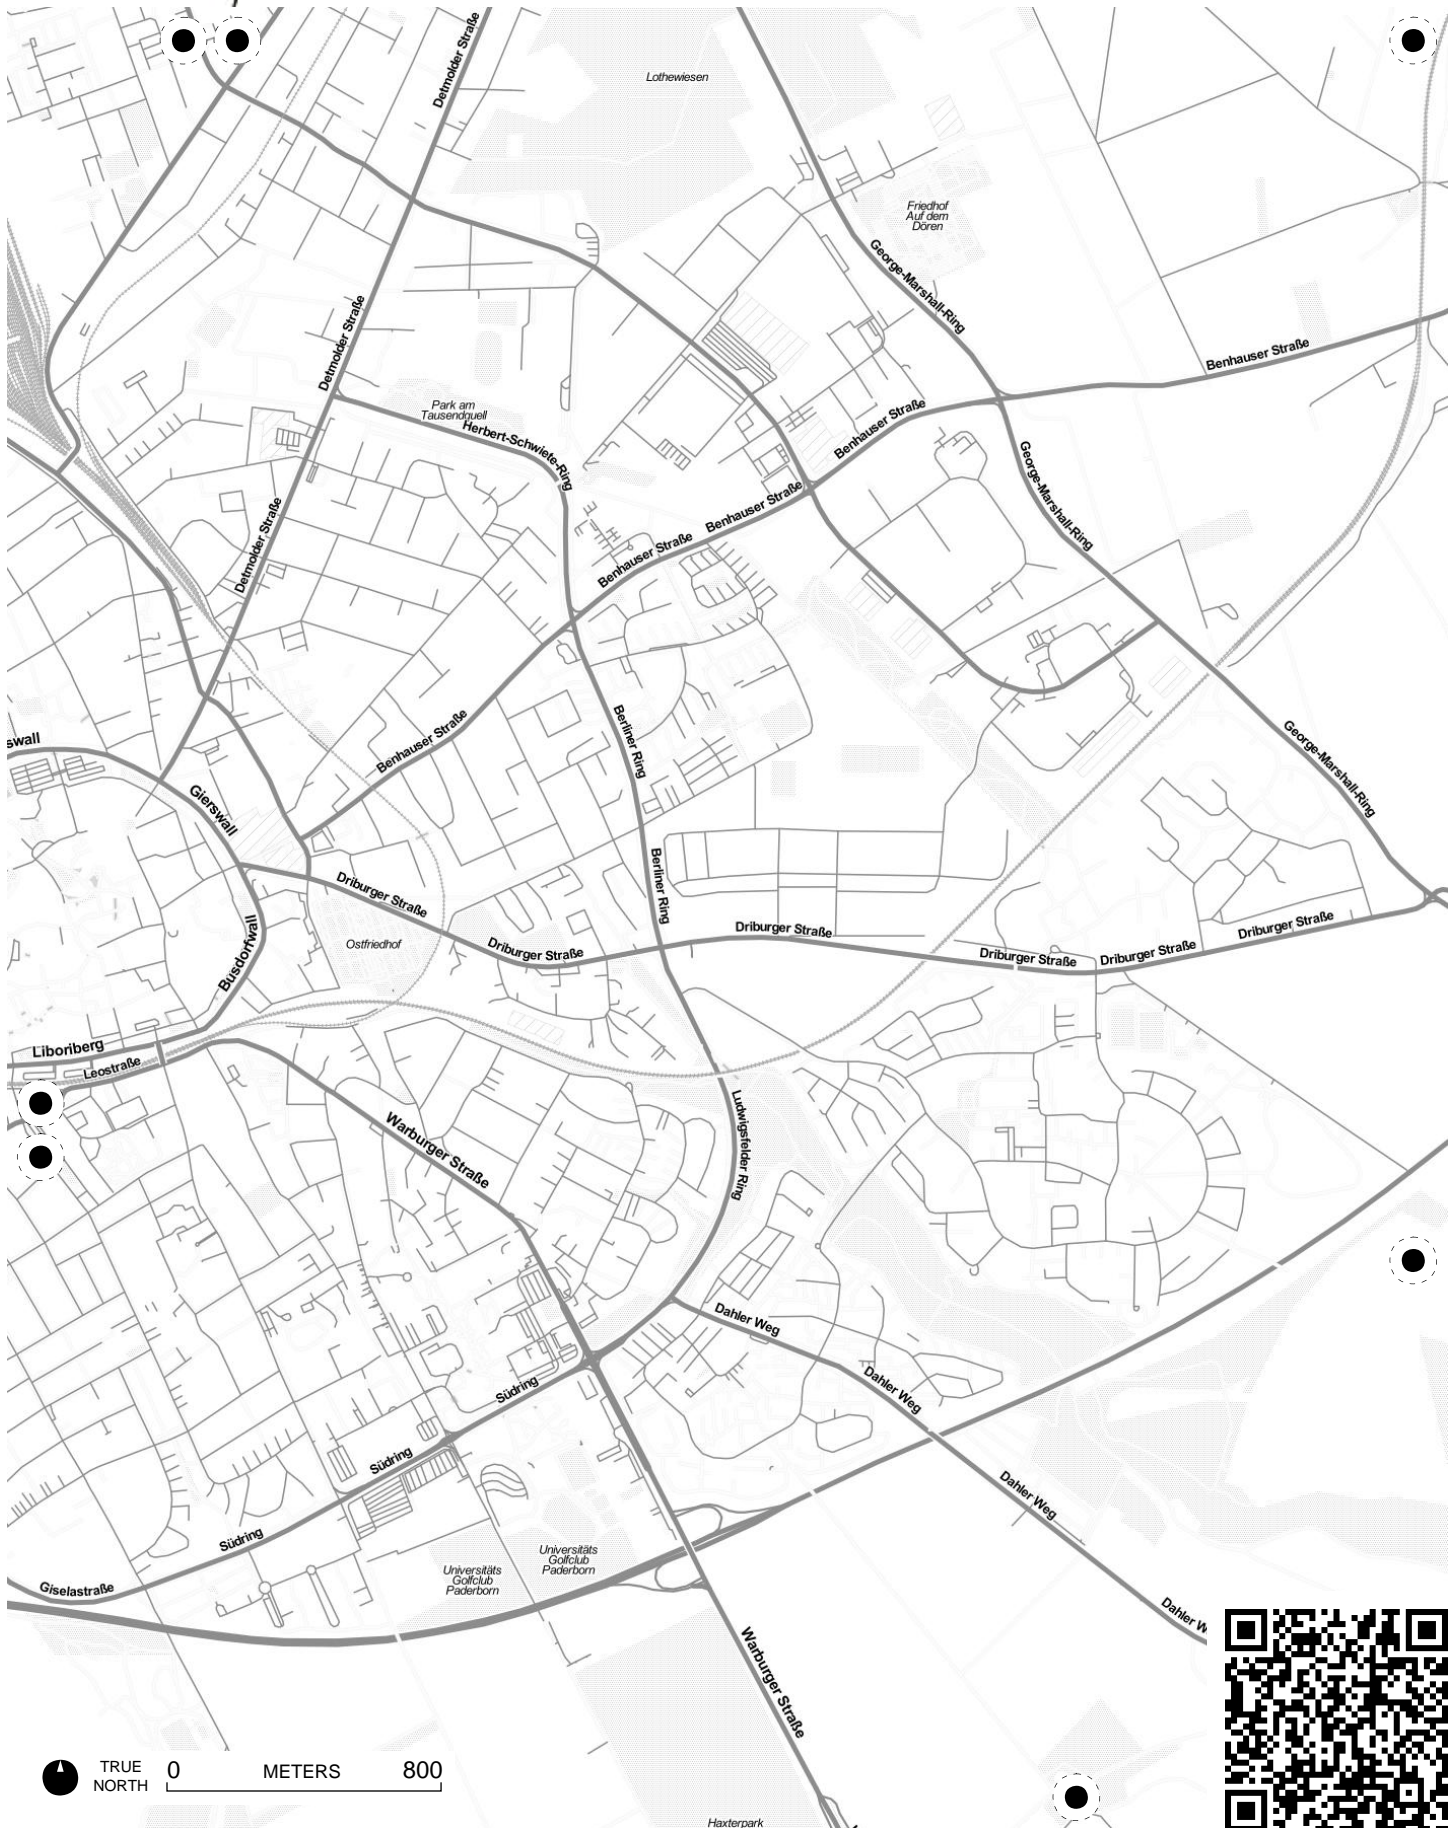 Detmolder Straße
Lothewiesen
Friedhof
Auf dem
Dören
George-Marshall-Ring
Detmolder Straße
Benhauser Straße
Park am
Tausendquell
Herbert-Schwiete-Ring
Benhauser Straße
George-Marshall-Ring
Benhauser Straße
Detmolder Straße
Benhauser Straße
swall
Benhauser Straße
Berliner Ring
George-Marshall-Ring
Gierswall
Berliner Ring
Driburger Straße
Busdorfwall
Ostfriedhof
Driburger Straße
Driburger Straße
Driburger Straße
Driburger Straße
Driburger Straße
Liboriberg
Leostraße
Warburger Straße
Ludwigsfelder Ring
Dahler Weg
Dahler Weg
Südring
Südring
Dahler Weg
Südring
Universitäts
Golfclub
Paderborn
Universitäts
Golfclub
Paderborn
Giselastraße
Dahler W
Warburger Straße
TRUE
NORTH
0 METERS 800
Haxterpark